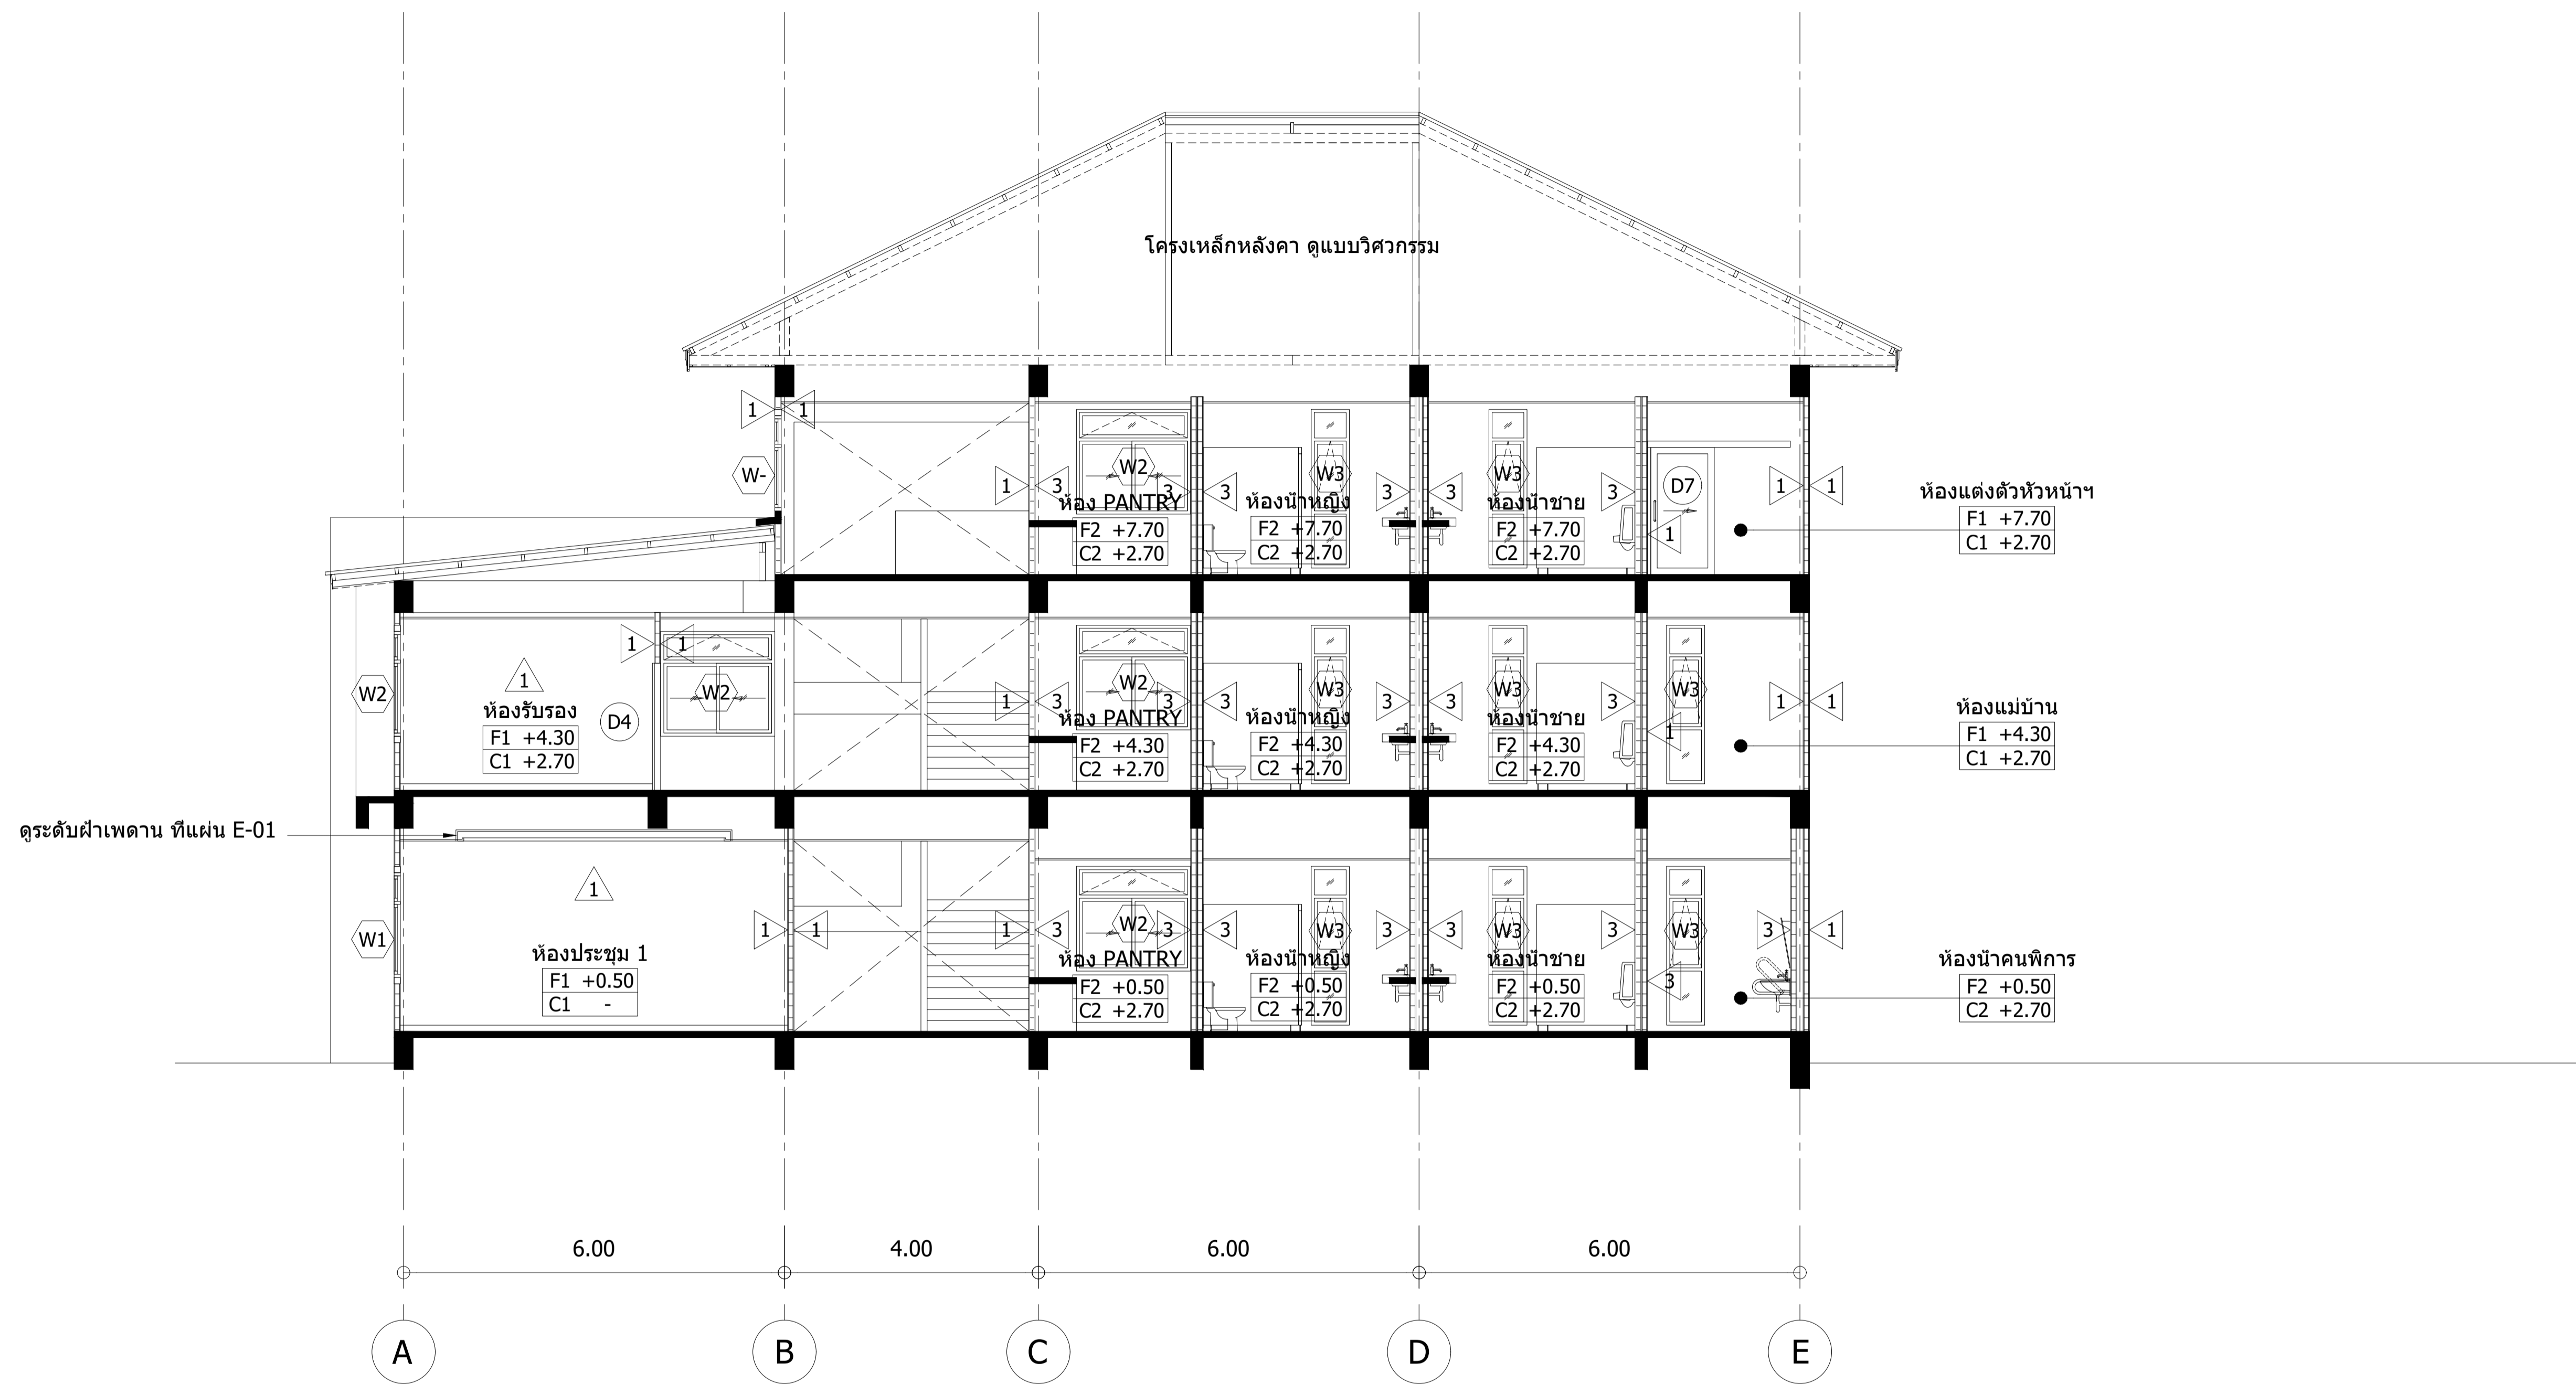 โครงเหล็กหลังคา ดูแบบวิศวกรรม
1 1
W-
1 3
ห้อง PANTRY
F2 +7.70
C2 +2.70
W2
3 3
ห้องน้ำหญิง
F2 +7.70
C2 +2.70
W3
3 3
W3
ห้องน้ำชาย
F2 +7.70
C2 +2.70
3
1
D7
1 1
ห้องแต่งตัวหัวหน้าฯ
F1 +7.70
C1 +2.70
W2
1
ห้องรับรอง
F1 +4.30
C1 +2.70
D4
1 1
W2
1 3
ห้อง PANTRY
F2 +4.30
C2 +2.70
W2
3 3
ห้องน้ำหญิง
F2 +4.30
C2 +2.70
W3
3 3
W3
ห้องน้ำชาย
F2 +4.30
C2 +2.70
3
1
W3
1 1
ห้องแม่บ้าน
F1 +4.30
C1 +2.70
ดูระดับฝ้าเพดาน ที่แผ่น E-01
W1
1
ห้องประชุม 1
F1 +0.50
C1 -
1 1
1 3
ห้อง PANTRY
F2 +0.50
C2 +2.70
W2
3 3
ห้องน้ำหญิง
F2 +0.50
C2 +2.70
W3
3 3
W3
ห้องน้ำชาย
F2 +0.50
C2 +2.70
3
3
W3
3 1
ห้องน้ำคนพิการ
F2 +0.50
C2 +2.70
6.00 4.00 6.00 6.00
A B C D E